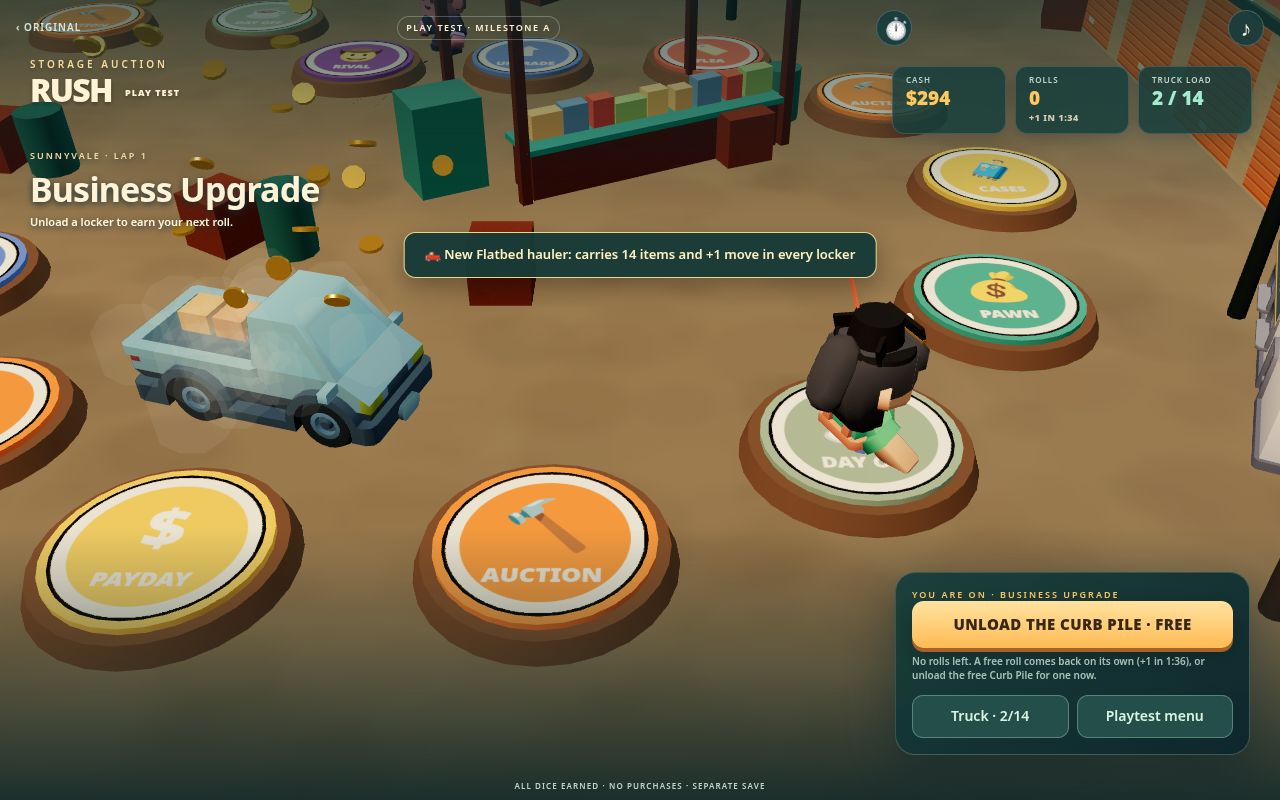 ‹ ORIGINAL
PLAY TEST · MILESTONE A
STORAGE AUCTION
RUSH PLAY TEST
SUNNYVALE · LAP 1
Business Upgrade
Unload a locker to earn your next roll.
CASH
$294
ROLLS
0
+1 IN 1:34
TRUCK LOAD
2 / 14
New Flatbed hauler: carries 14 items and +1 move in every locker
RIVAL
UPGRADE
FLEA
CASES
$
PAWN
DAY
$
PAYDAY
AUCTION
YOU ARE ON · BUSINESS UPGRADE
UNLOAD THE CURB PILE · FREE
No rolls left. A free roll comes back on its own (+1 in 1:36), or
unload the free Curb Pile for one now.
Truck · 2/14
Playtest menu
ALL DICE EARNED · NO PURCHASES · SEPARATE SAVE